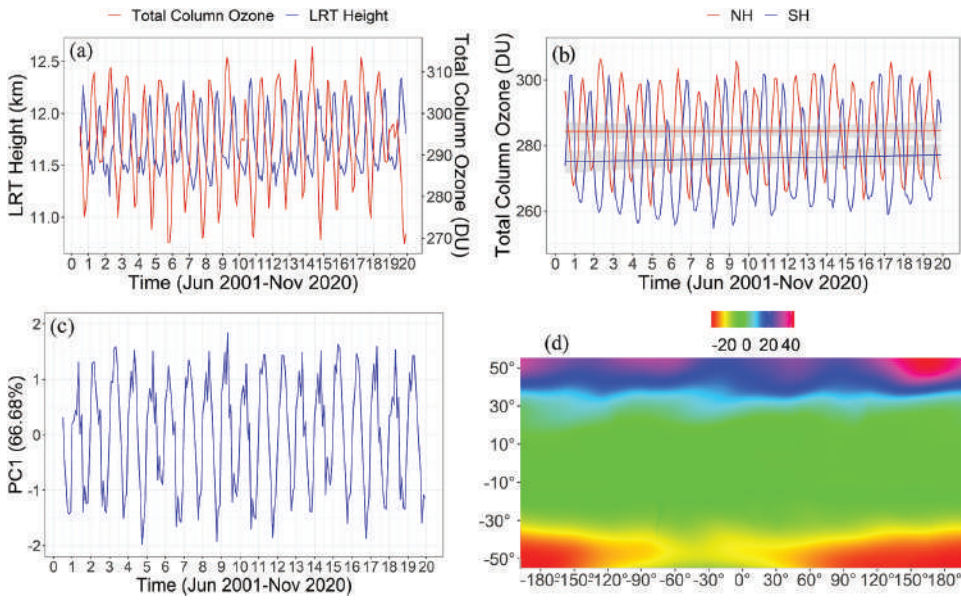 Total Column Ozone LRT Height
(a)
LRT Height (km)
12.5
12.0
11.5
11.0
310
300
290
280
270
Total Column Ozone (DU)
0 1 2 3 4 5 6 7 8 9 10 11 12 13 14 15 16 17 18 19 20
Time (Jun 2001-Nov 2020)
NH SH
(b)
Total Column Ozone (DU)
300
280
260
0 1 2 3 4 5 6 7 8 9 10 11 12 13 14 15 16 17 18 19 20
Time (Jun 2001-Nov 2020)
(c)
PC1 (66.68%)
2
1
0
-1
-2
0 1 2 3 4 5 6 7 8 9 10 11 12 13 14 15 16 17 18 19 20
Time (Jun 2001-Nov 2020)
-20 0 20 40
(d)
50°
30°
10°
-10°
-30°
-50°
-180° -150° -120° -90° -60° -30° 0° 30° 60° 90° 120° 150° 180°